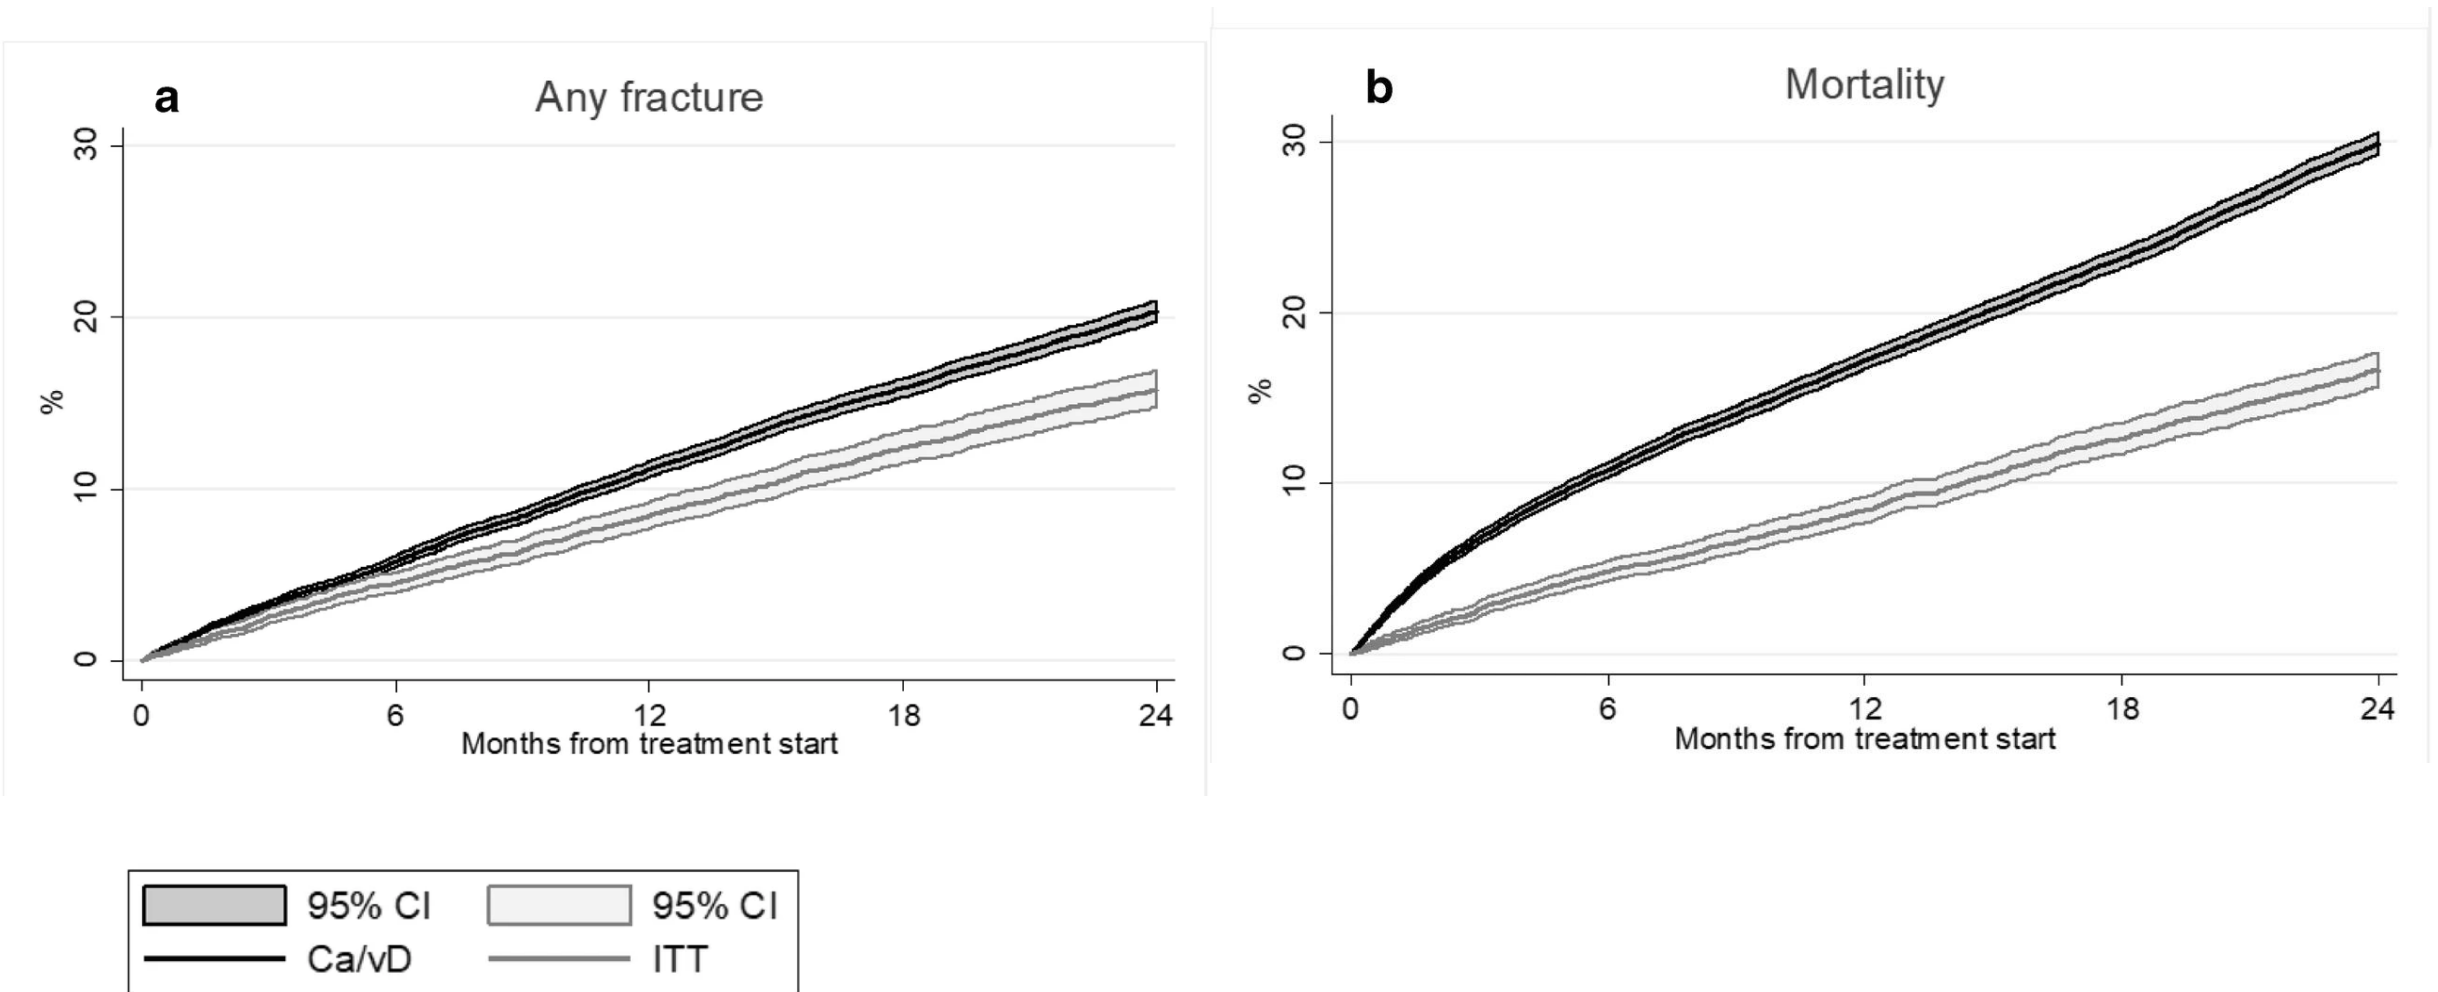 a
Any fracture
30
20
10
0
%
0 6 12 18 24
Months from treatment start
b
Mortality
30
20
10
0
%
0 6 12 18 24
Months from treatment start
95% CI 95% CI
Ca/vD ITT